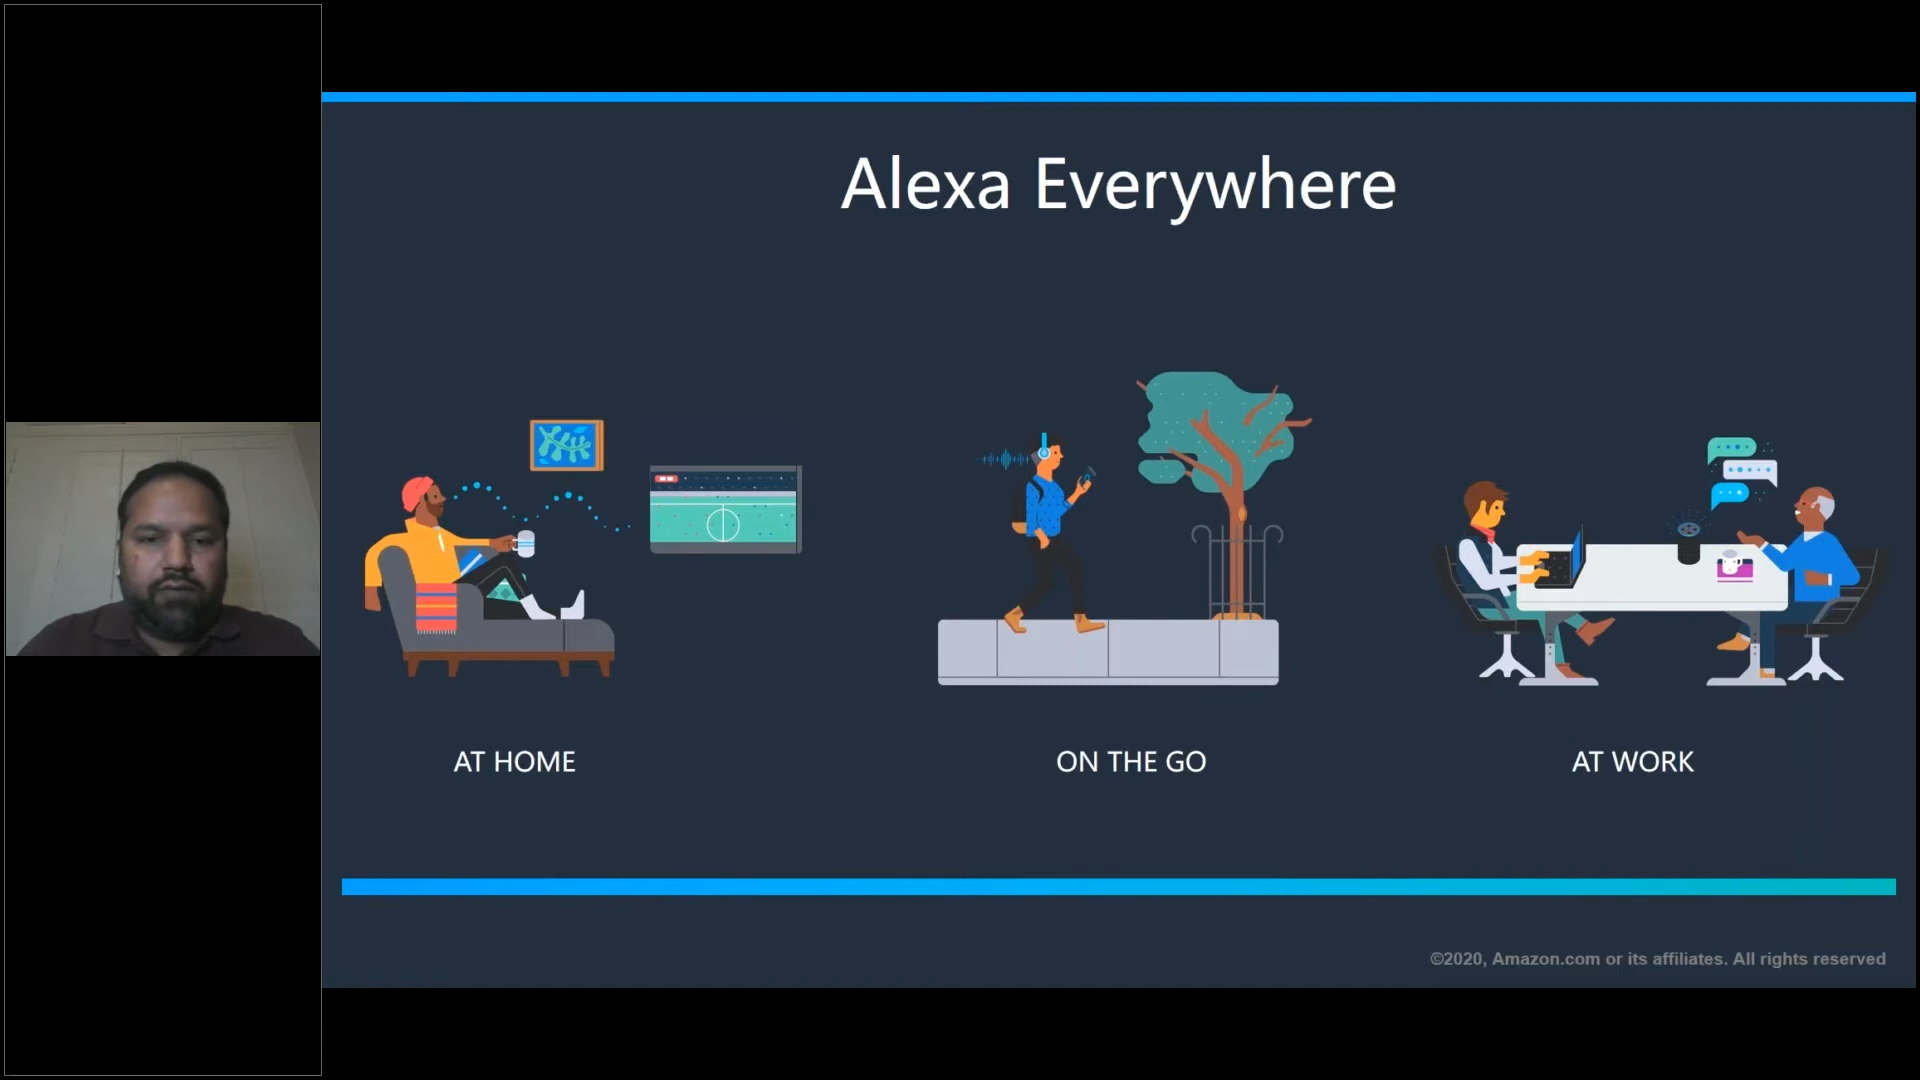 Alexa Everywhere
AT HOME
ON THE GO
AT WORK
©2020, Amazon.com or its affiliates. All rights reserved